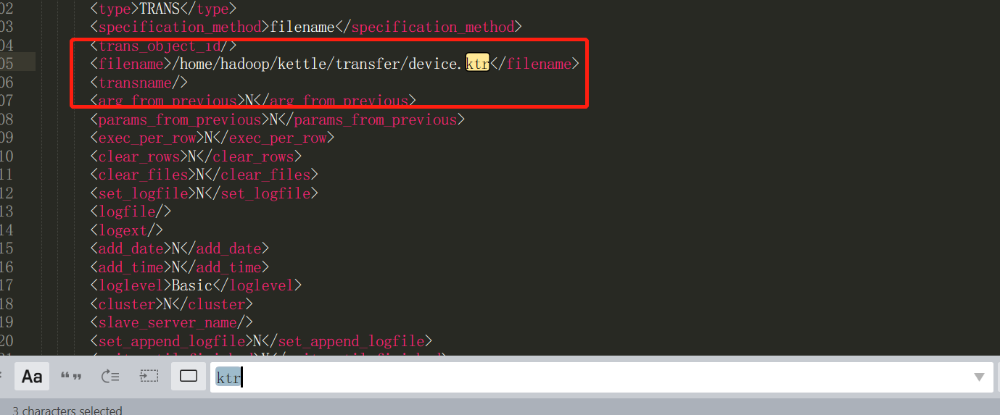 02 <type>TRANS</type>
03 <specification_method>filename</specification_method>
04 <trans_object_id/>
05 <filename>/home/hadoop/kettle/transfer/device.ktr</filename>
06 <transname/>
07 <arg_from_previous>N</arg_from_previous>
08 <params_from_previous>N</params_from_previous>
09 <exec_per_row>N</exec_per_row>
10 <clear_rows>N</clear_rows>
11 <clear_files>N</clear_files>
12 <set_logfile>N</set_logfile>
13 <logfile/>
14 <logext/>
15 <add_date>N</add_date>
16 <add_time>N</add_time>
17 <loglevel>Basic</loglevel>
18 <cluster>N</cluster>
19 <slave_server_name/>
20 <set_append_logfile>N</set_append_logfile>
Aa “” ktr
3 characters selected